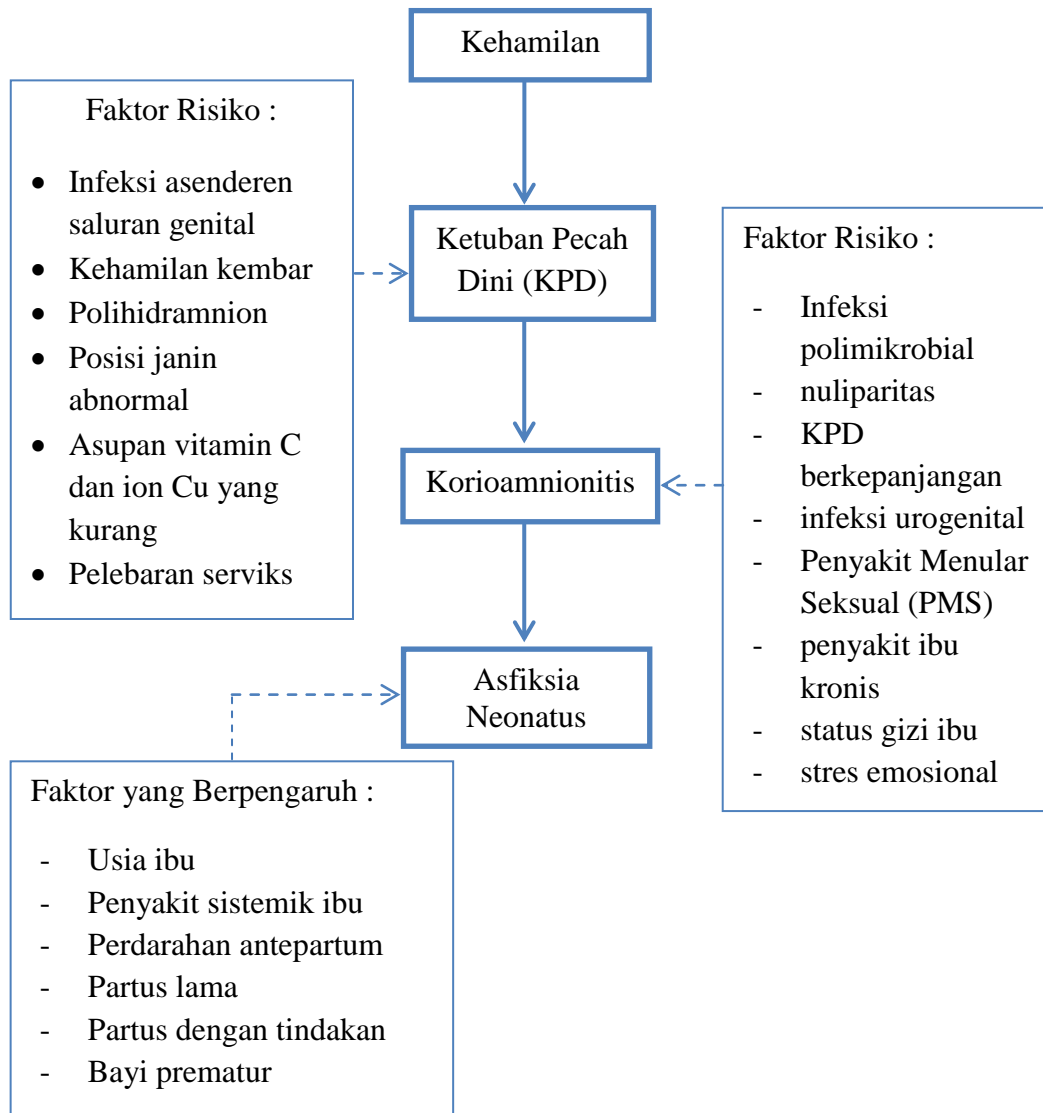 Kehamilan
Faktor Risiko :
• Infeksi asenderen
saluran genital
• Kehamilan kembar
• Polihidramnion
• Posisi janin
abnormal
• Asupan vitamin C
dan ion Cu yang
kurang
• Pelebaran serviks
Ketuban Pecah
Dini (KPD)
Faktor Risiko :
- Infeksi
polimikrobial
- nuliparitas
- KPD
berkepanjangan
- infeksi urogenital
- Penyakit Menular
Seksual (PMS)
- penyakit ibu
kronis
- status gizi ibu
- stres emosional
Korioamnionitis
Asfiksia
Neonatus
Faktor yang Berpengaruh :
- Usia ibu
- Penyakit sistemik ibu
- Perdarahan antepartum
- Partus lama
- Partus dengan tindakan
- Bayi prematur